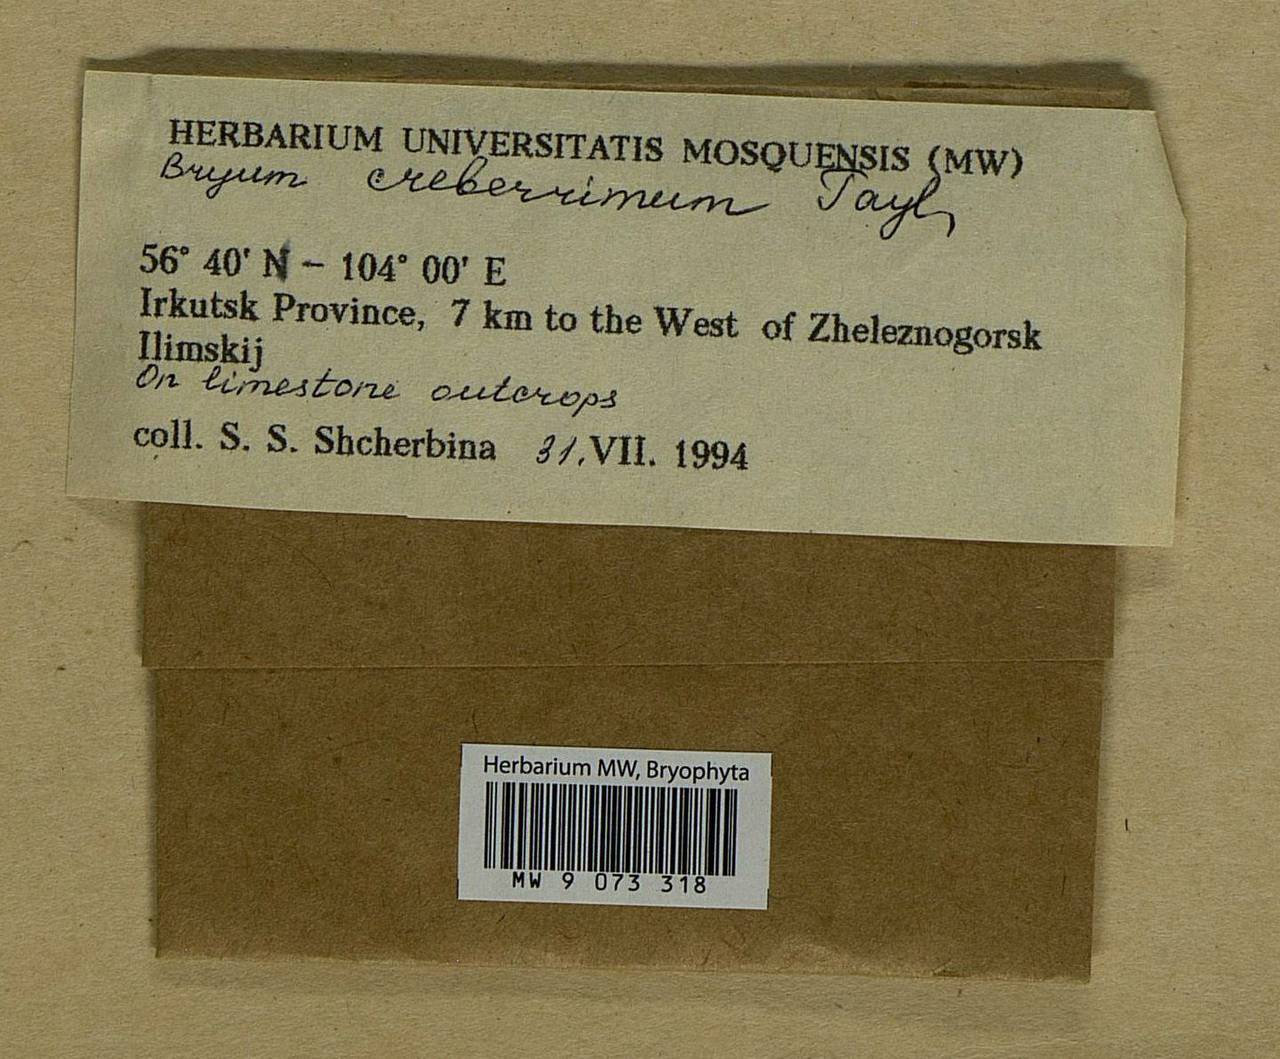 HERBARIUM UNIVERSITATIS MOSQUENSIS (MW)
Bryum creberrimum Tayl,
56° 40' N – 104° 00' E
Irkutsk Province, 7 km to the West of Zheleznogorsk
Ilimskij
On limestone outcrops
coll. S. S. Shcherbina 31.VII. 1994
Herbarium MW, Bryophyta
MW 9 073 318